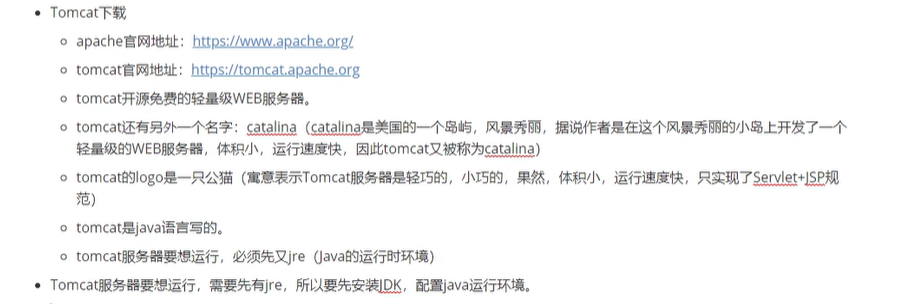 Tomcat下载
apache官网地址：https://www.apache.org/
tomcat官网地址：https://tomcat.apache.org
tomcat开源免费的轻量级WEB服务器。
tomcat还有另外一个名字：catalina（catalina是美国的一个岛屿，风景秀丽，据说作者是在这个风景秀丽的小岛上开发了一个
轻量级的WEB服务器，体积小，运行速度快，因此tomcat又被称为catalina）
tomcat的logo是一只公猫（寓意表示Tomcat服务器是轻巧的，小巧的，果然，体积小，运行速度快，只实现了Servlet+JSP规
范）
tomcat是java语言写的。
tomcat服务器要想运行，必须先又jre（Java的运行时环境）
Tomcat服务器要想运行，需要先有jre，所以要先安装JDK，配置java运行环境。